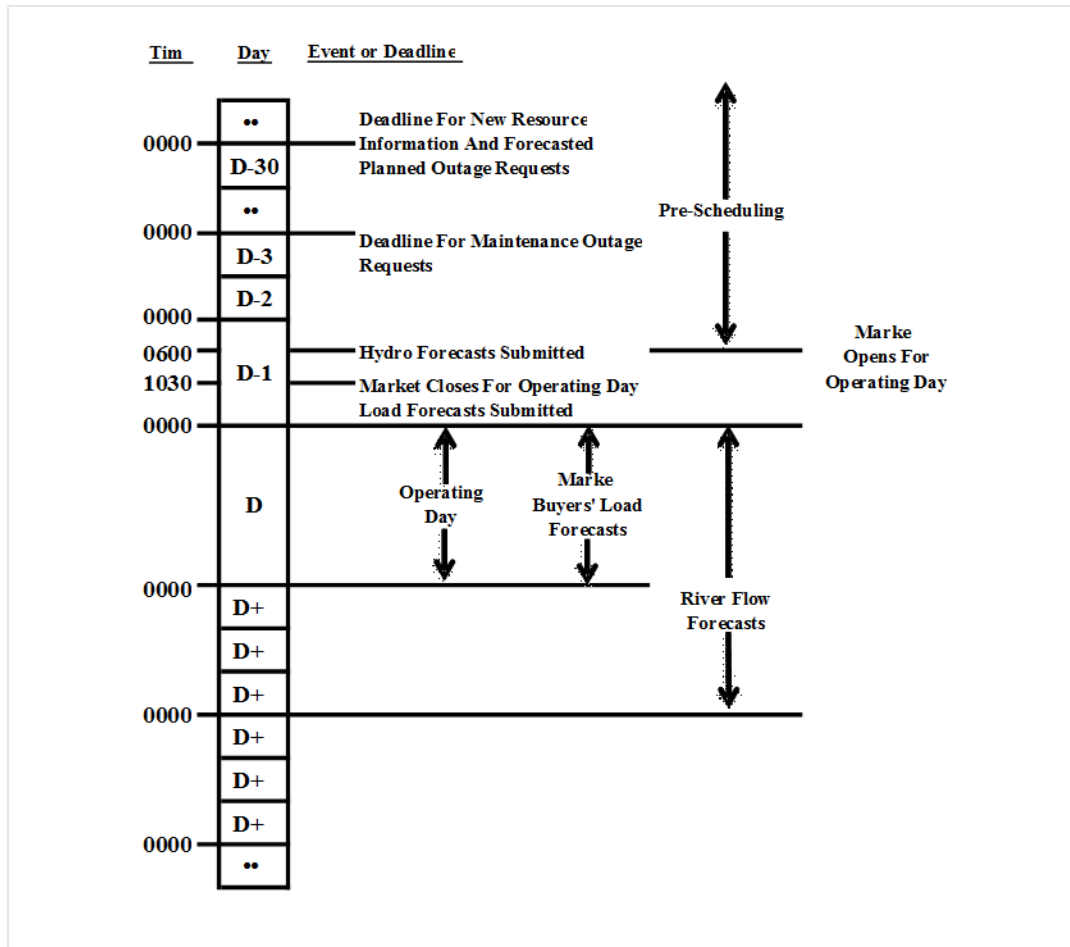 Tim Day Event or Deadline
••
Deadline For New Resource
0000 Information And Forecasted
D-30 Planned Outage Requests
••
Pre-Scheduling
0000
Deadline For Maintenance Outage
D-3 Requests
D-2
0000
0600 Hydro Forecasts Submitted
D-1
1030 Market Closes For Operating Day
Load Forecasts Submitted
Marke
Opens For
Operating Day
0000
D
Operating
Day
Marke
Buyers' Load
Forecasts
0000
River Flow
Forecasts
D+
D+
D+
0000
D+
D+
D+
0000
••